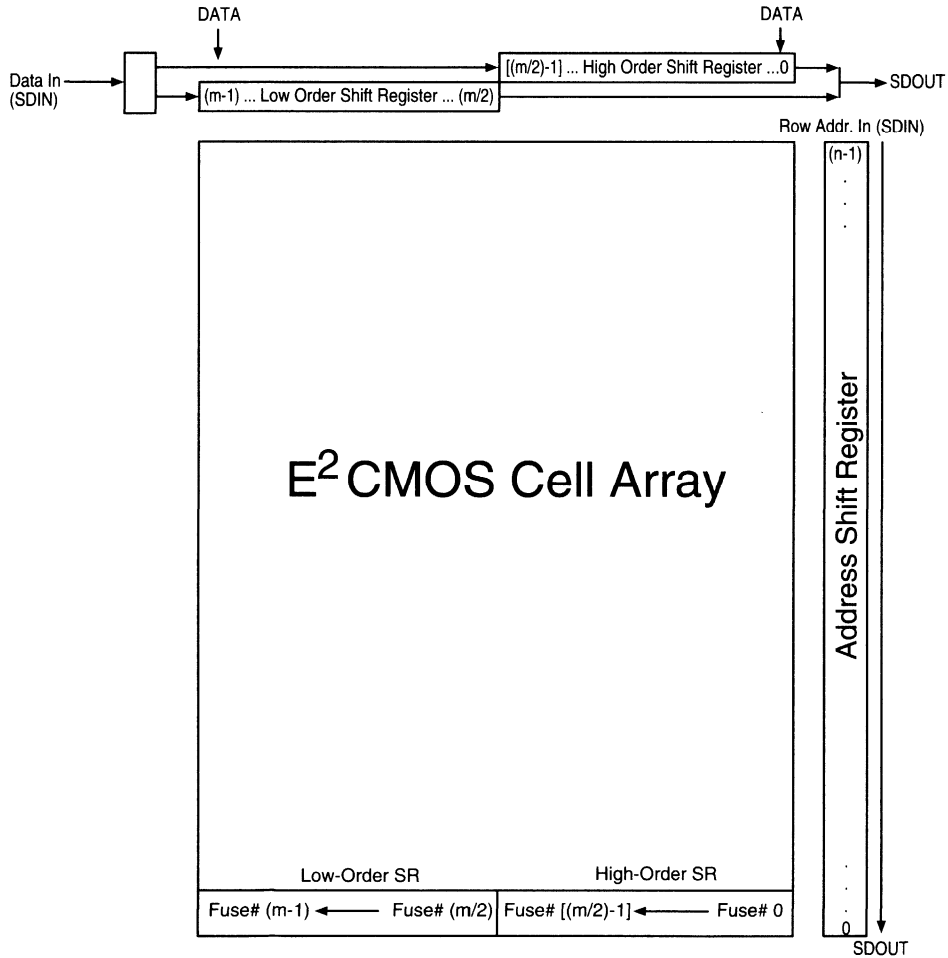 DATA
DATA
Data In
(SDIN)
[(m/2)-1] ... High Order Shift Register ...0
SDOUT
(m-1) ... Low Order Shift Register ... (m/2)
Row Addr. In (SDIN)
(n-1)
.
.
.
E² CMOS Cell Array
Address Shift Register
.
.
.
0
Low-Order SR
High-Order SR
Fuse# (m-1)
Fuse# (m/2)
Fuse# [(m/2)-1]
Fuse# 0
SDOUT